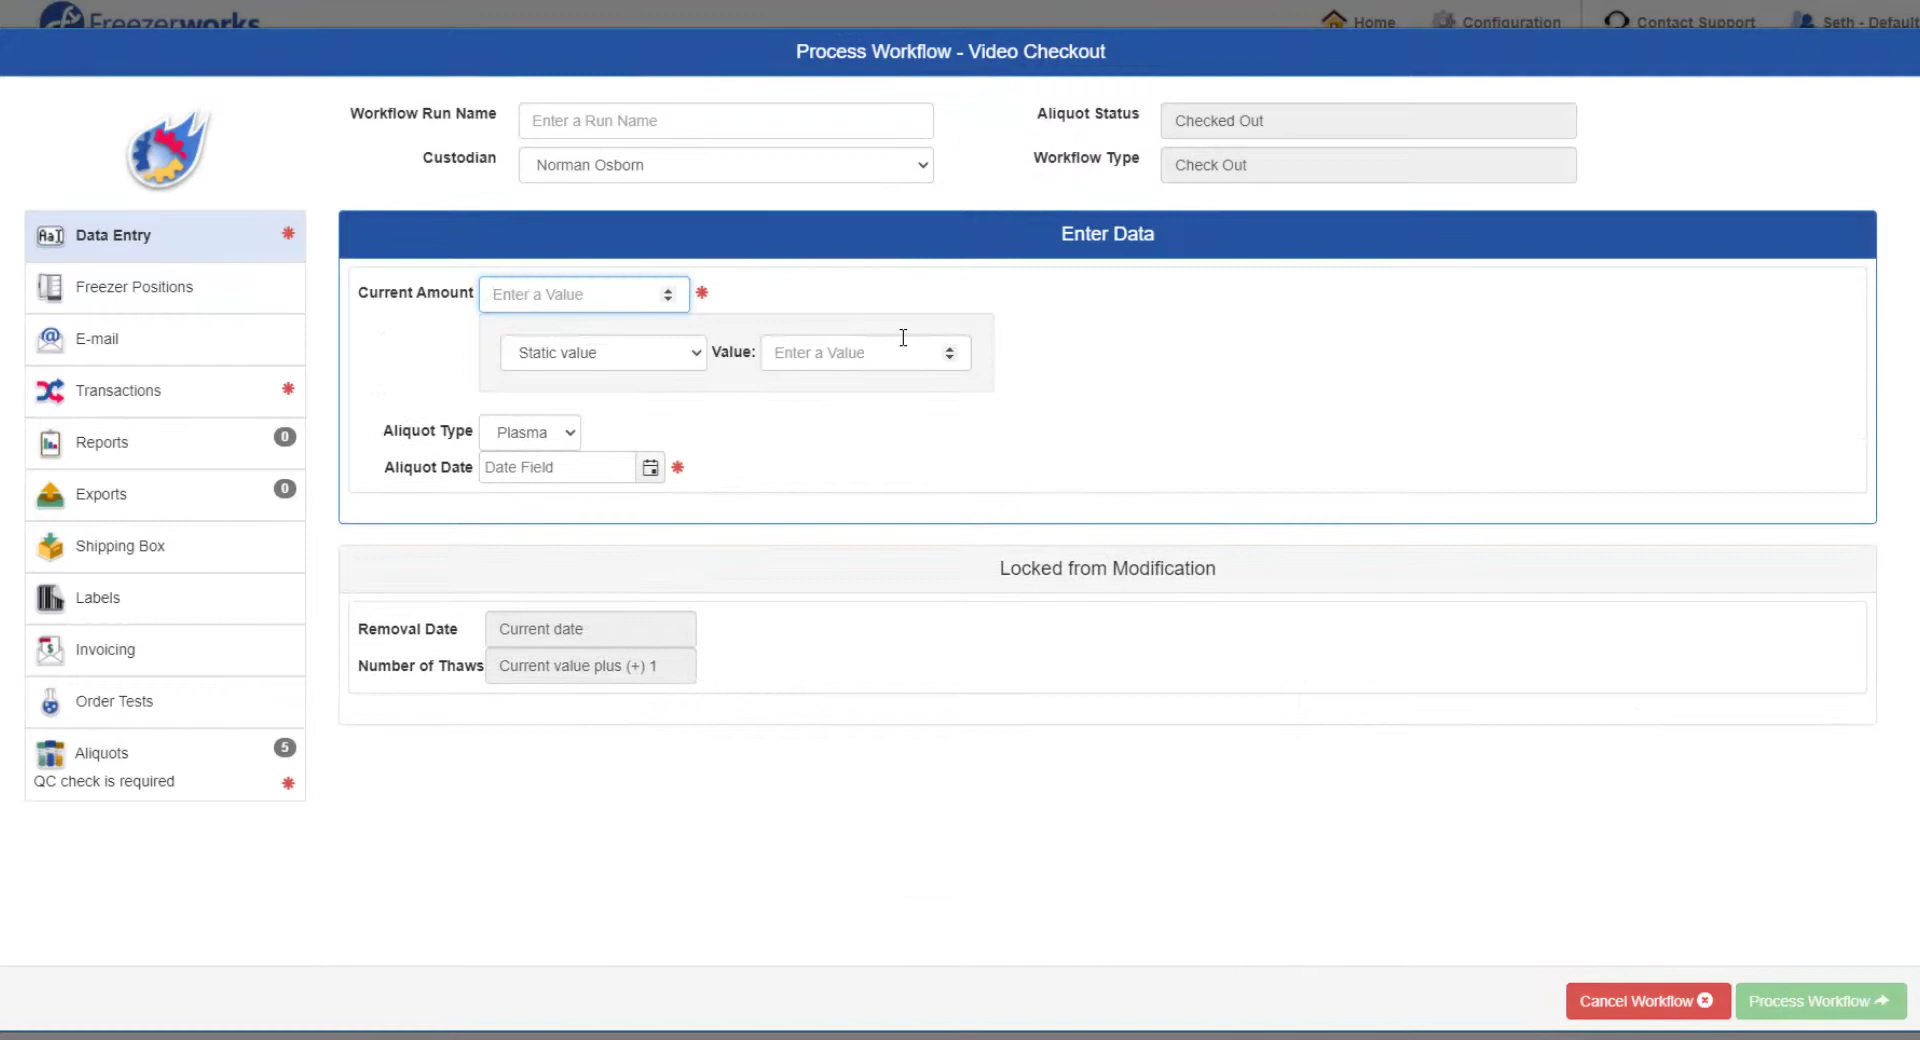 Freezerworks
Home
Configuration
Contact Support
Seth - Default
Process Workflow - Video Checkout
Workflow Run Name
Enter a Run Name
Aliquot Status
Checked Out
Custodian
Norman Osborn
Workflow Type
Check Out
Data Entry
Freezer Positions
E-mail
Transactions
Reports
0
Exports
0
Shipping Box
Labels
Invoicing
Order Tests
Aliquots
5
QC check is required
Enter Data
Current Amount
Enter a Value
Static value
Value:
Enter a Value
Aliquot Type
Plasma
Aliquot Date
Date Field
Locked from Modification
Removal Date
Current date
Number of Thaws
Current value plus (+) 1
Cancel Workflow
Process Workflow